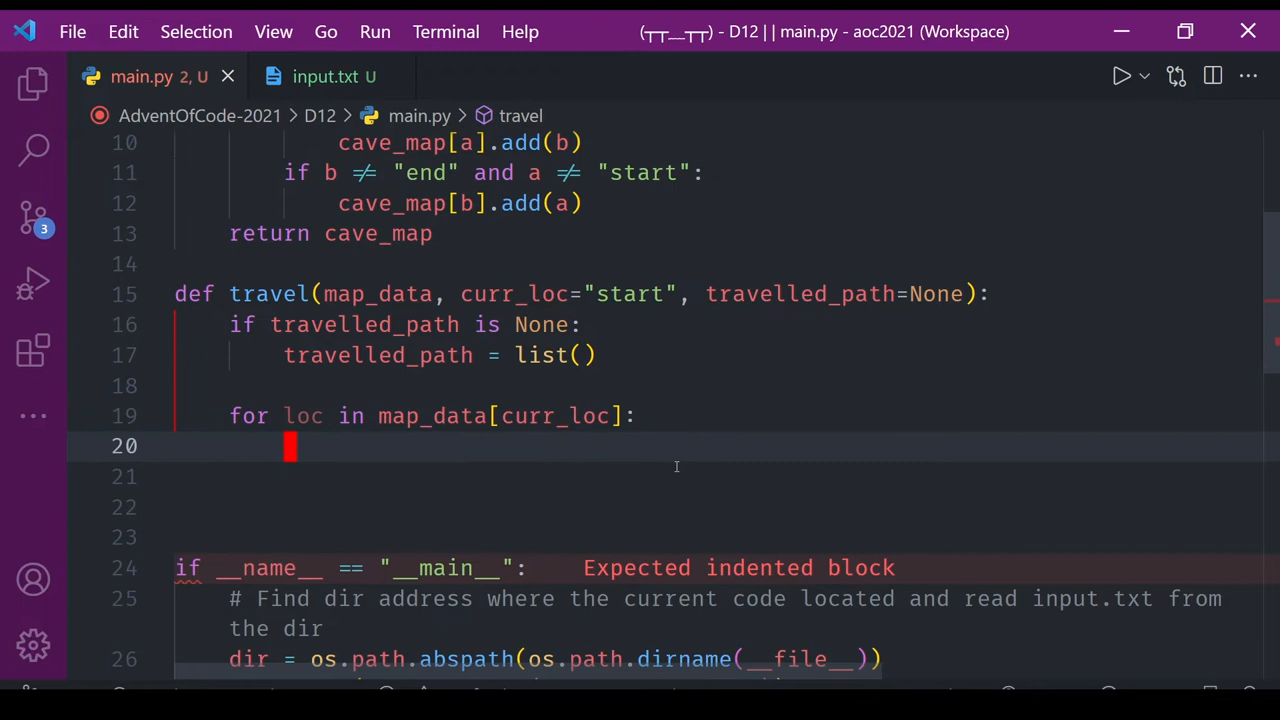 File Edit Selection View Go Run Terminal Help (┬┬﹏┬┬) - D12 | | main.py - aoc2021 (Workspace)
main.py 2, U input.txt U
AdventOfCode-2021 > D12 > main.py > travel
3
10 cave_map[a].add(b)
11 if b ≠ "end" and a ≠ "start":
12 cave_map[b].add(a)
13 return cave_map
14
15 def travel(map_data, curr_loc="start", travelled_path=None):
16 if travelled_path is None:
17 travelled_path = list()
18
19 for loc in map_data[curr_loc]:
20
21
22
23
24 if __name__ == "__main__": Expected indented block
25 # Find dir address where the current code located and read input.txt from
the dir
26 dir = os.path.abspath(os.path.dirname(__file__))